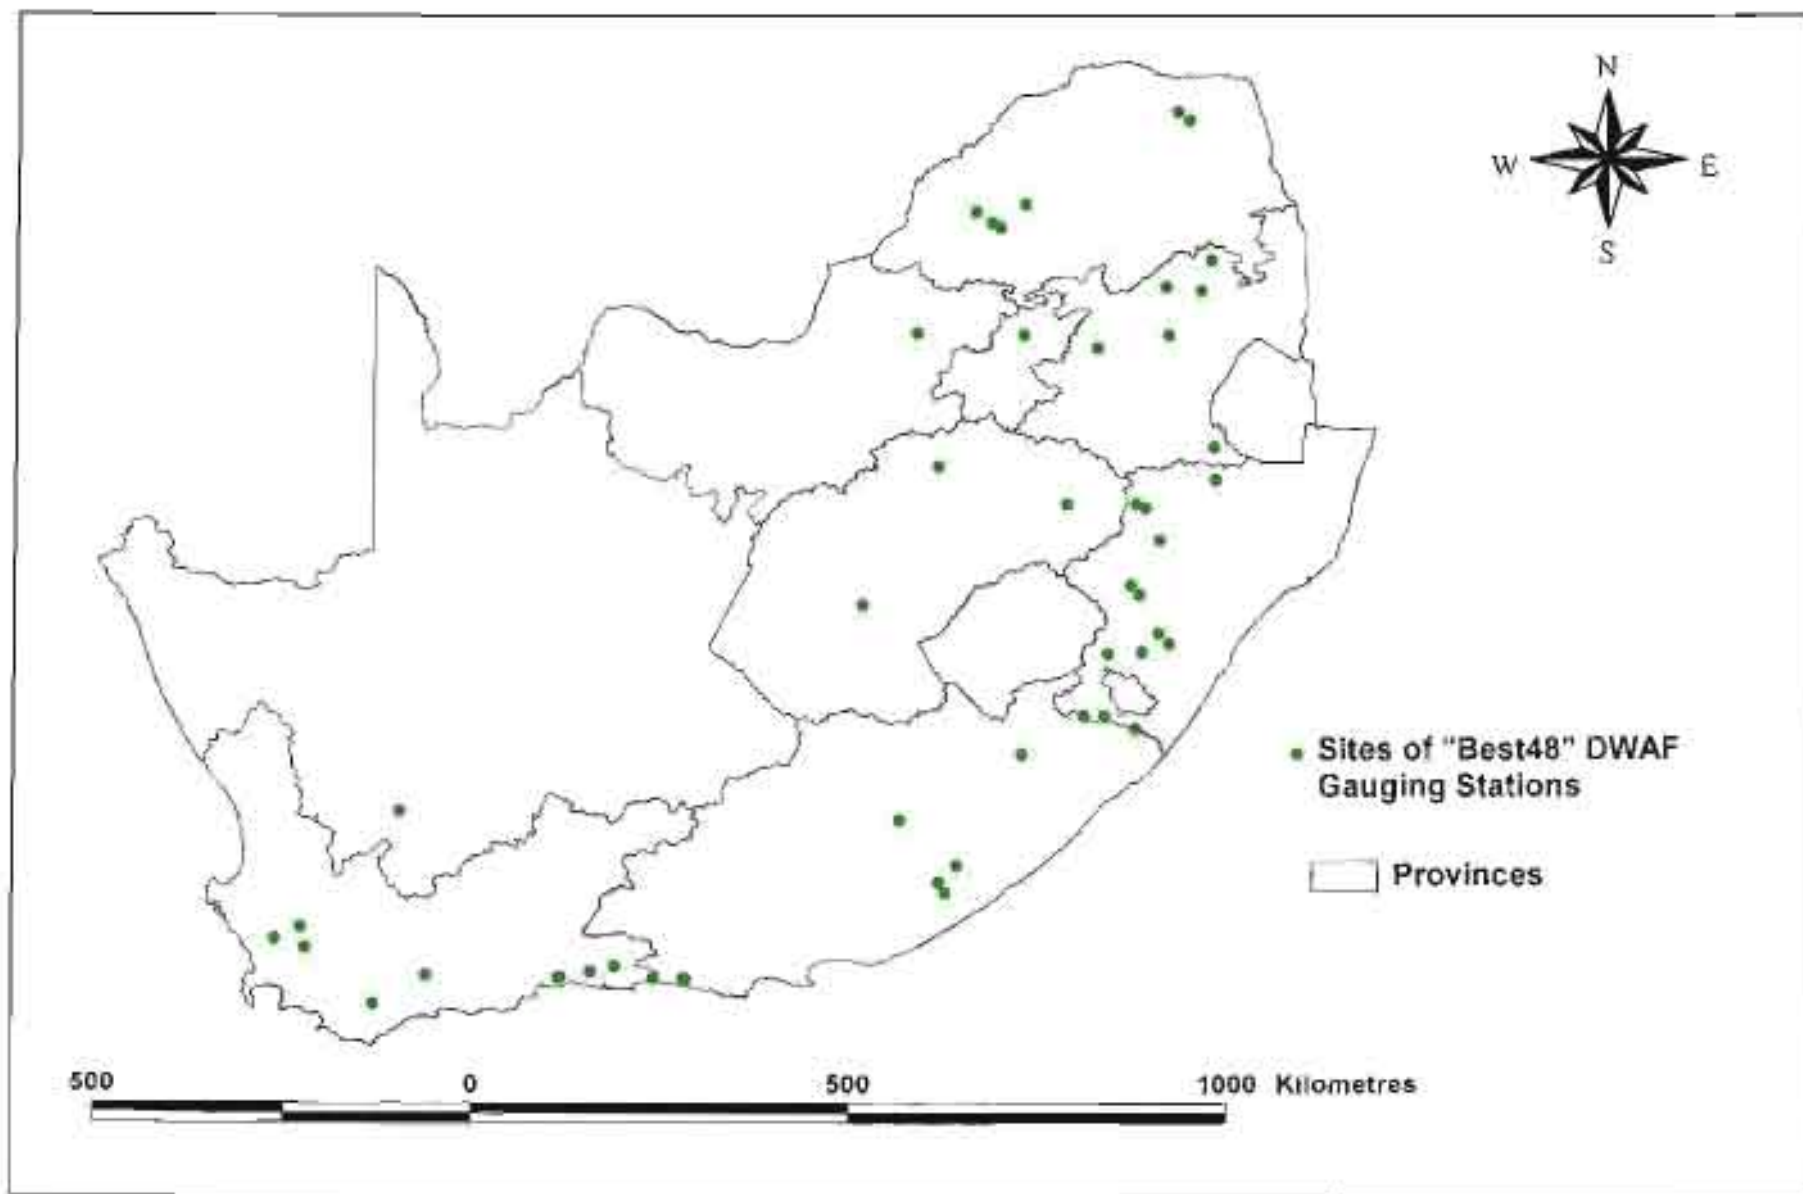 N
W E
S
Sites of "Best48" DWAF
Gauging Stations
Provinces
500 0 500 1000 Kilometres